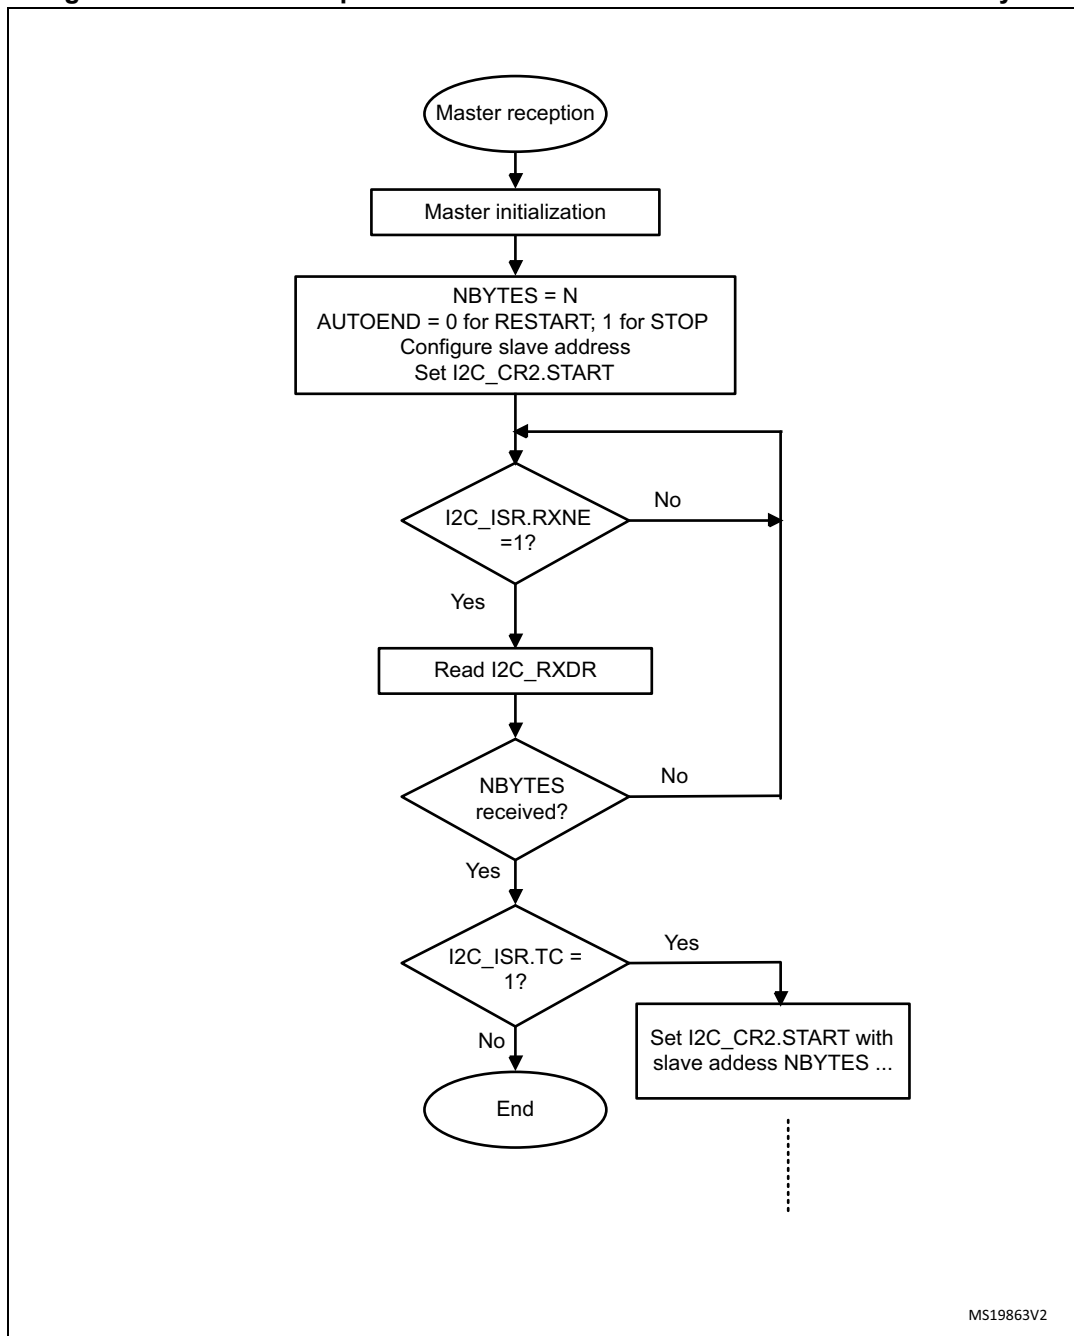 Master reception
Master initialization
NBYTES = N
AUTOEND = 0 for RESTART; 1 for STOP
Configure slave address
Set I2C_CR2.START
I2C_ISR.RXNE
=1?
No
Yes
Read I2C_RXDR
NBYTES
received?
No
Yes
I2C_ISR.TC =
1?
Yes
No
Set I2C_CR2.START with
slave addess NBYTES ...
End
MS19863V2